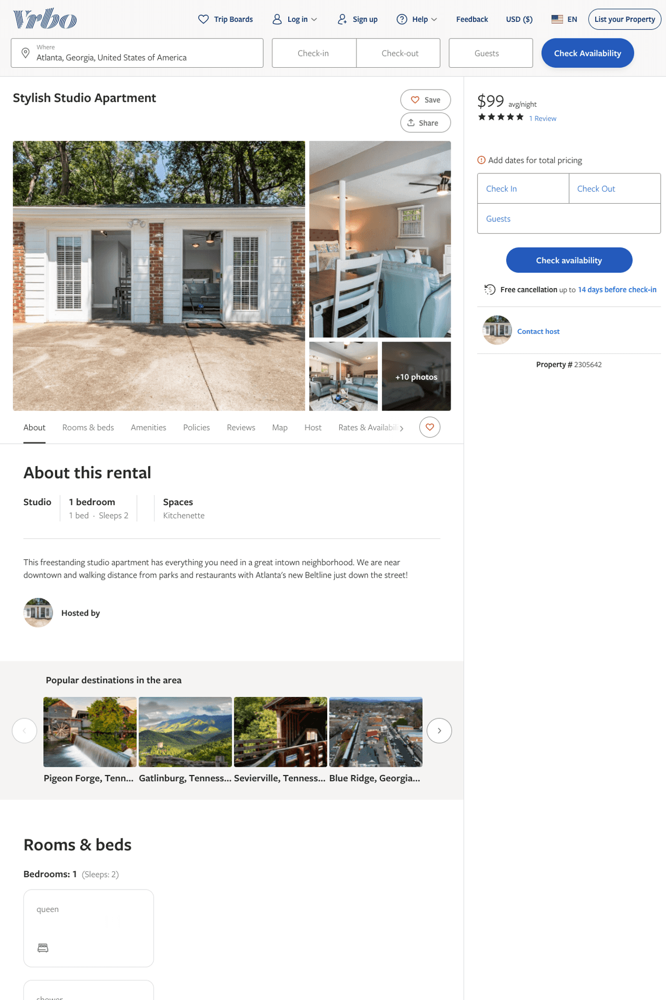 Vrbo
Trip Boards
Log in
Sign up
Help
Feedback
USD ($)
EN
List your Property
Where
Atlanta, Georgia, United States of America
Check-in
Check-out
Guests
Check Availability
Stylish Studio Apartment
Save
Share
+10 photos
$99 avg/night
1 Review
Add dates for total pricing
Check In
Check Out
Guests
Check availability
Free cancellation up to 14 days before check-in
Contact host
Property # 2305642
About
Rooms & beds
Amenities
Policies
Reviews
Map
Host
Rates & Availabili
About this rental
Studio
1 bedroom
1 bed · Sleeps 2
Spaces
Kitchenette
This freestanding studio apartment has everything you need in a great intown neighborhood. We are near
downtown and walking distance from parks and restaurants with Atlanta's new Beltline just down the street!
Hosted by
Popular destinations in the area
Pigeon Forge, Tenn...
Gatlinburg, Tenness...
Sevierville, Tenness...
Blue Ridge, Georgia...
Rooms & beds
Bedrooms: 1 (Sleeps: 2)
queen
shower